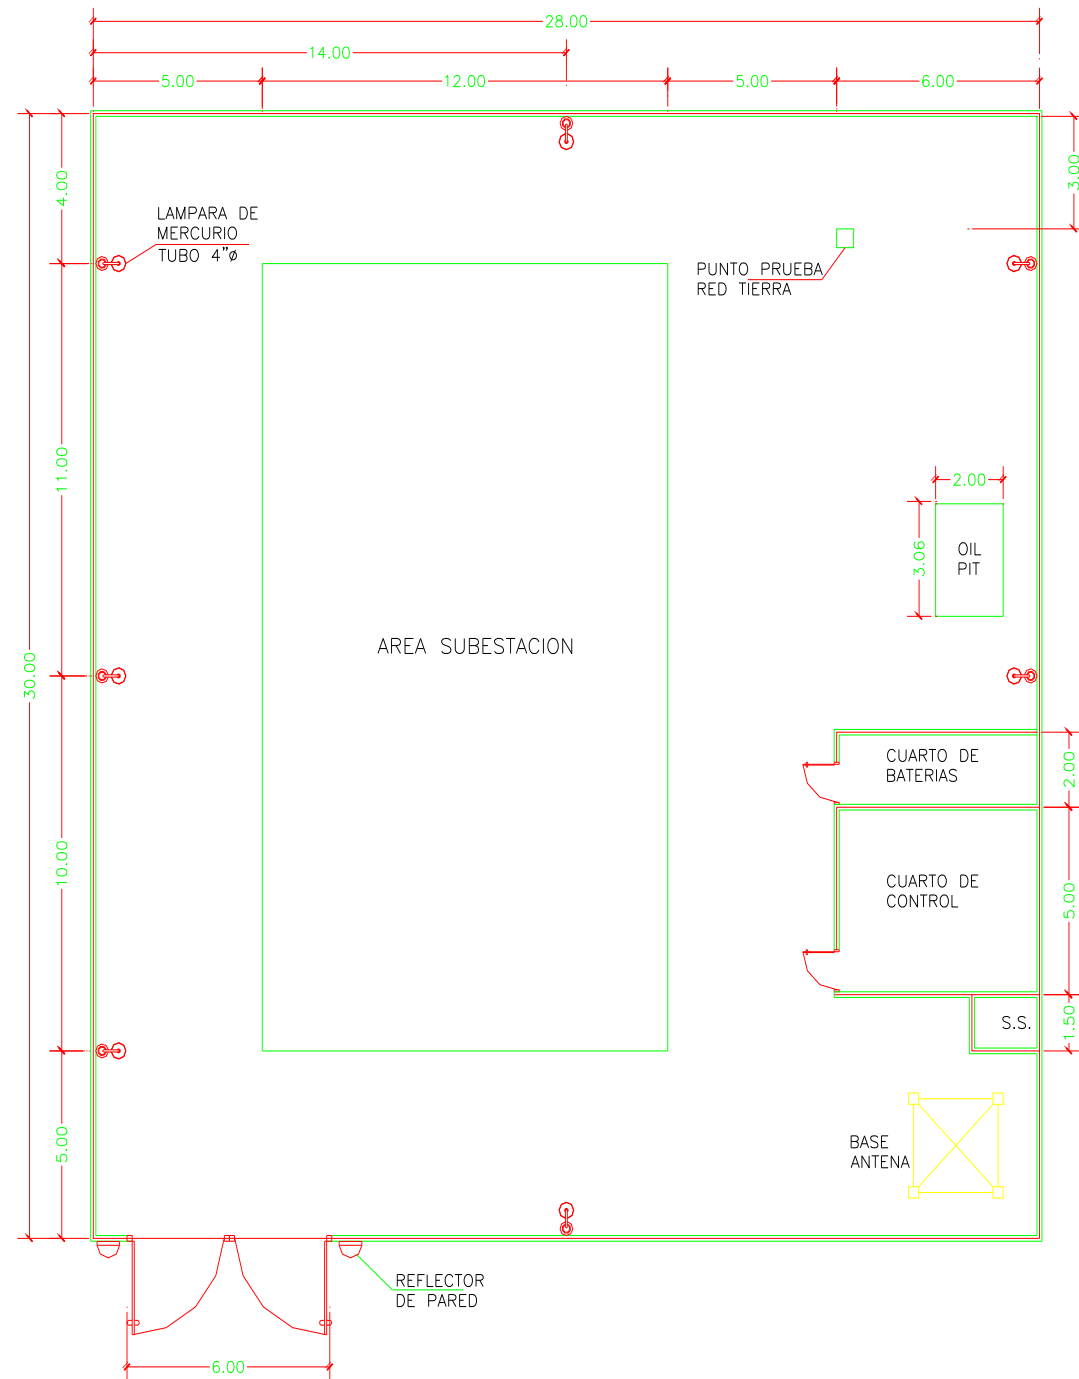 28.00
14.00
5.00
12.00
5.00
6.00
4.00
3.00
LAMPARA DE
MERCURIO
TUBO 4"ø
PUNTO PRUEBA
RED TIERRA
11.00
2.00
3.06
OIL
PIT
AREA SUBESTACION
30.00
CUARTO DE
BATERIAS
2.00
10.00
CUARTO DE
CONTROL
5.00
S.S.
1.50
5.00
BASE
ANTENA
REFLECTOR
DE PARED
6.00